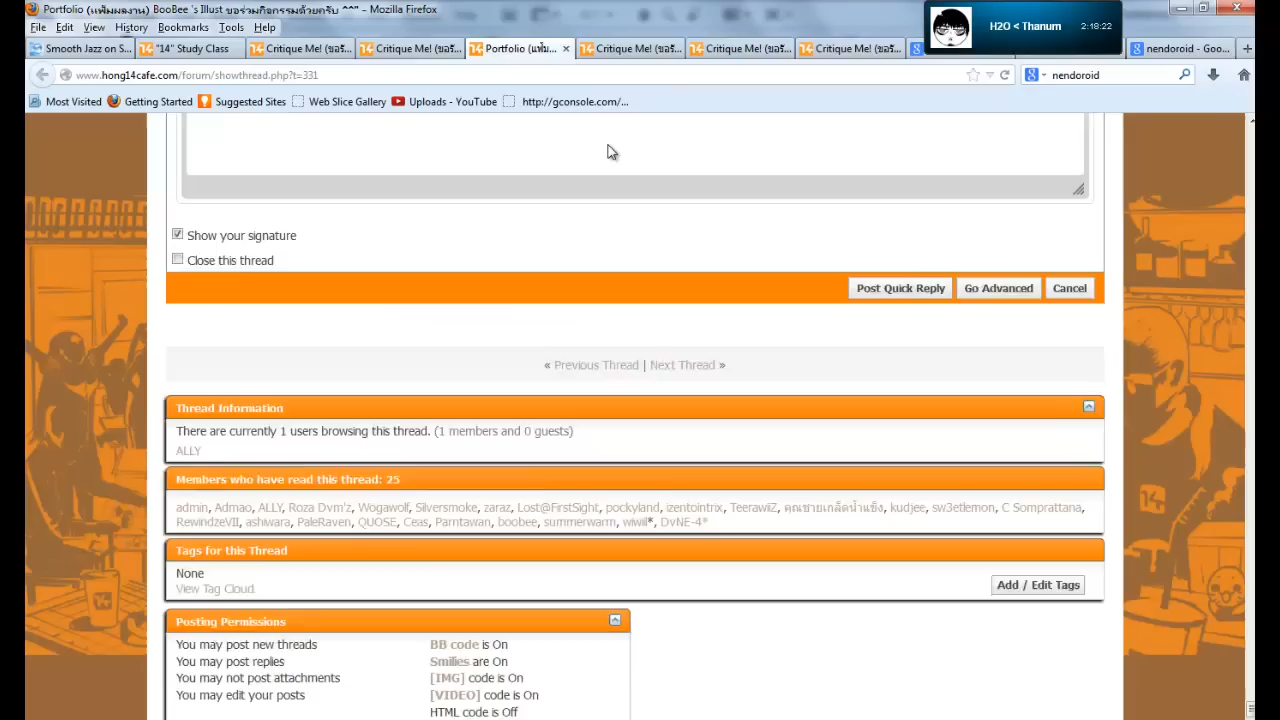 Portfolio (แฟ้มผลงาน) BooBee 's Illust ขอร่วมกิจกรรมด้วยครับ ^^" - Mozilla Firefox
H2O < Thanum
2:18:22
File Edit View History Bookmarks Tools Help
Smooth Jazz on S...
"14" Study Class
Critique Me! (ขอรั...
Critique Me! (ขอรั...
Portfolio (แฟ้ม...
Critique Me! (ขอรั...
Critique Me! (ขอรั...
Critique Me! (ขอรั...
nendoroid - Goo...
www.hong14cafe.com/forum/showthread.php?t=331
nendoroid
Most Visited Getting Started Suggested Sites Web Slice Gallery Uploads - YouTube http://gconsole.com/...
Show your signature
Close this thread
Post Quick Reply Go Advanced Cancel
« Previous Thread | Next Thread »
Thread Information
There are currently 1 users browsing this thread. (1 members and 0 guests)
ALLY
Members who have read this thread: 25
admin, Admao, ALLY, Roza Dvm'z, Wogawolf, Silversmoke, zaraz, Lost@FirstSight, pockyland, izentointrix, TeerawiZ, คุณชายเกล็ดน้ำแข็ง, kudjee, sw3etlemon, C Somprattana,
RewindzeVII, ashwara, PaleRaven, QUOSE, Ceas, Parntawan, boobee, summerwarm, wiwil*, DvNE-4*
Tags for this Thread
None
View Tag Cloud
Add / Edit Tags
Posting Permissions
You may post new threads
You may post replies
You may not post attachments
You may edit your posts
BB code is On
Smilies are On
[IMG] code is On
[VIDEO] code is On
HTML code is Off